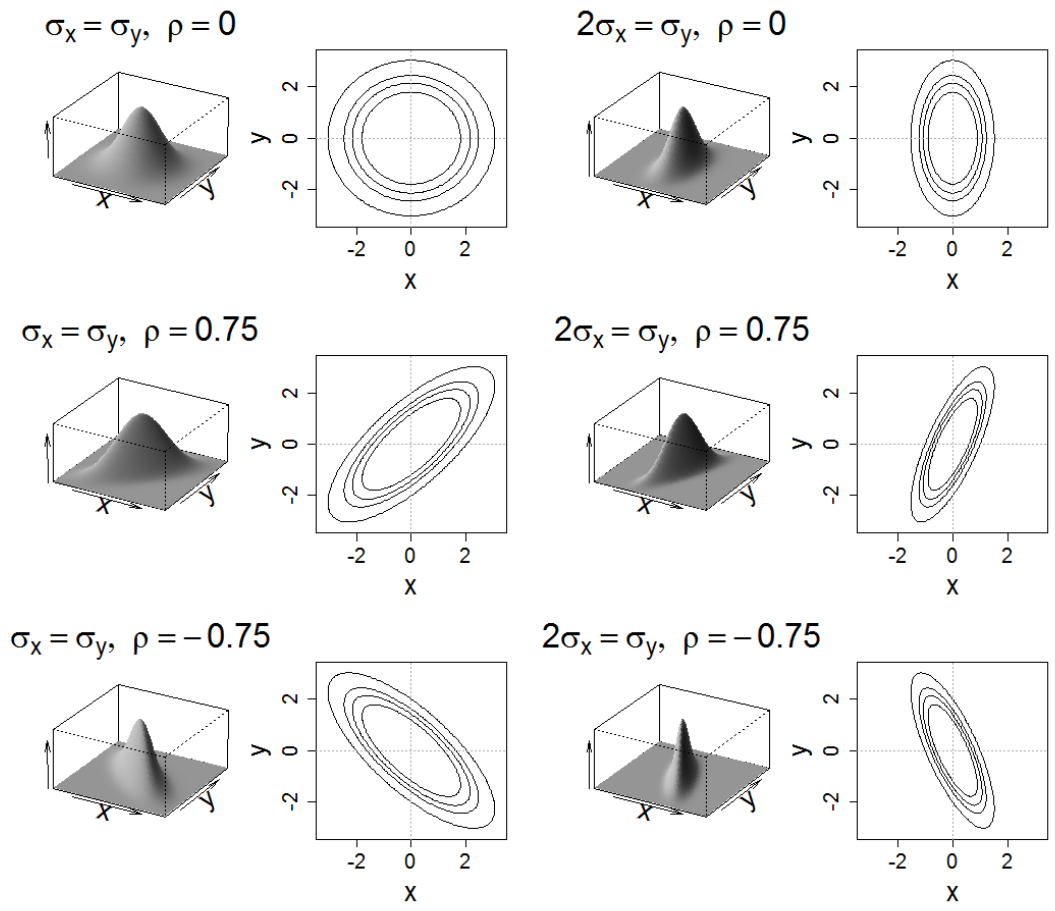 σx = σy, ρ = 0
x
y
y
2
0
-2
-2 0 2
x
2σx = σy, ρ = 0
x
y
y
2
0
-2
-2 0 2
x
σx = σy, ρ = 0.75
x
y
y
2
0
-2
-2 0 2
x
2σx = σy, ρ = 0.75
x
y
y
2
0
-2
-2 0 2
x
σx = σy, ρ = − 0.75
x
y
y
2
0
-2
-2 0 2
x
2σx = σy, ρ = − 0.75
x
y
y
2
0
-2
-2 0 2
x